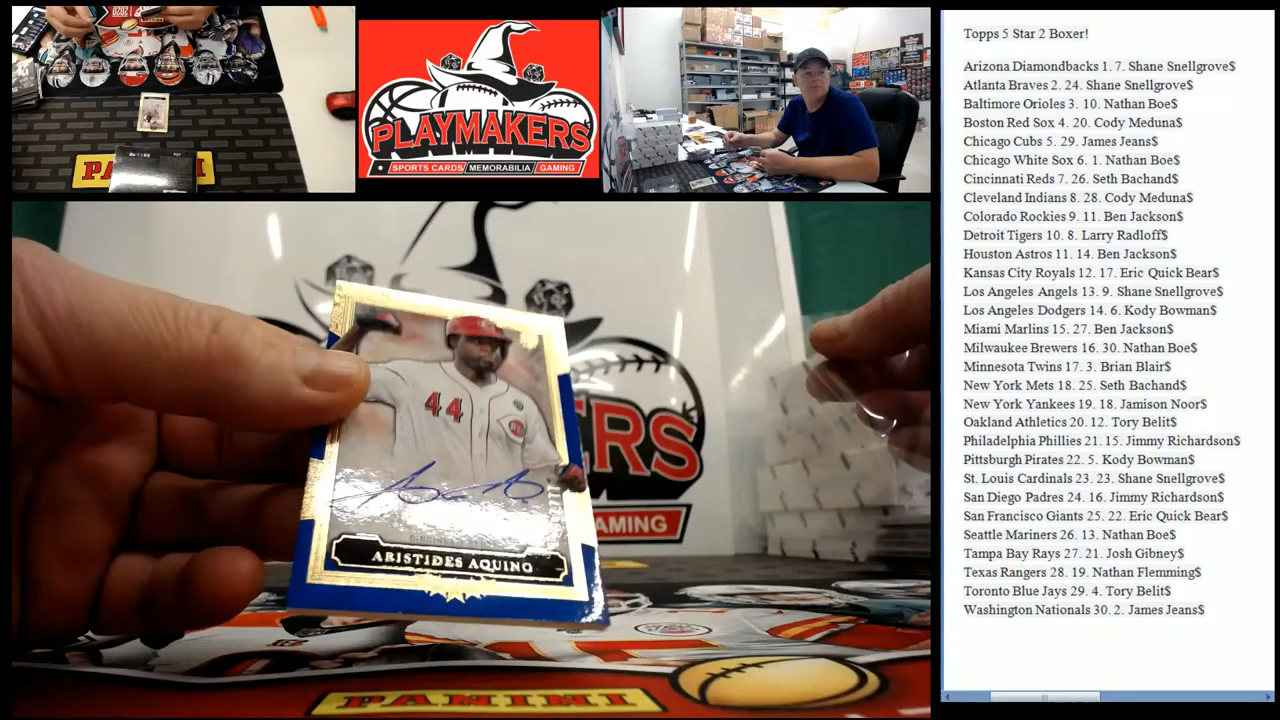 PLAYMAKERS
SPORTS CARDS MEMORABILIA GAMING
PANINI
44
REDS
ARISTIDES AQUINO
ERS
AMING
PANINI
Topps 5 Star 2 Boxer!
Arizona Diamondbacks 1. 7. Shane Snellgrove$
Atlanta Braves 2. 24. Shane Snellgrove$
Baltimore Orioles 3. 10. Nathan Boe$
Boston Red Sox 4. 20. Cody Meduna$
Chicago Cubs 5. 29. James Jeans$
Chixago White Sox 6. 1. Nathan Boe$
Cincinnati Reds 7. 26. Seth Bachand$
Cleveland Indians 8. 28. Cody Meduna$
Colorado Rockies 9. 11. Ben Jackson$
Detroit Tigers 10. 8. Larry Radloff$
Houston Astros 11. 14. Ben Jackson$
Kansas City Royals 12. 17. Eric Quick Bear$
Los Angeles Angels 13. 9. Shane Snellgrove$
Los Angeles Dodgers 14. 6. Kody Bowman$
Miami Marlins 15. 27. Ben Jackson$
Milwaukee Brewers 16. 30. Nathan Boe$
Minnesota Twins 17. 3. Brian Blair$
New York Mets 18. 25. Seth Bachand$
New York Yankees 19. 18. Jamison Noor$
Oakland Athletics 20. 12. Tory Belit$
Philadelphia Phillies 21. 15. Jimmy Richardson$
Pittsburgh Pirates 22. 5. Kody Bowman$
St. Louis Cardinals 23. 23. Shane Snellgrove$
San Diego Padres 24. 16. Jimmy Richardson$
San Francisco Giants 25. 22. Eric Quick Bear$
Seattle Mariners 26. 13. Nathan Boe$
Tampa Bay Rays 27. 21. Josh Gibney$
Texas Rangers 28. 19. Nathan Flemming$
Toronto Blue Jays 29. 4. Tory Belit$
Washington Nationals 30. 2. James Jeans$